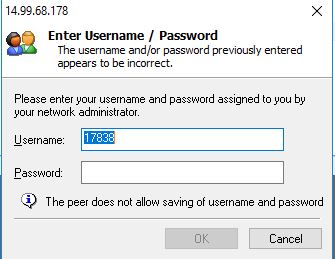 14.99.68.178
Enter Username / Password
The username and/or password previously entered
appears to be incorrect.
Please enter your username and password assigned to you by
your network administrator.
Username: 17838
Password:
The peer does not allow saving of username and password
OK Cancel